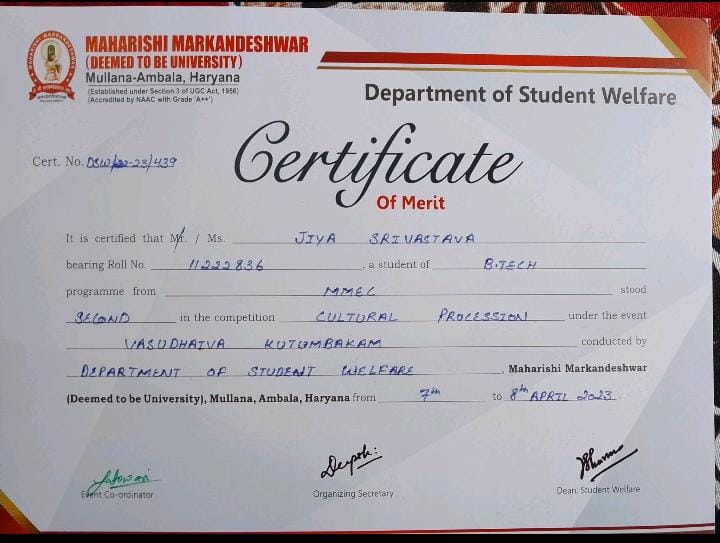 MAHARISHI MARKANDESHWAR
(DEEMED TO BE UNIVERSITY)
Mullana-Ambala, Haryana
(Established under Section 3 of UGC Act, 1956)
(Accredited by NAAC with Grade 'A++')
Department of Student Welfare
Cert. No. DSW/22-23/439
Certificate
Of Merit
It is certified that Mr. / Ms. JIYA SRIVASTAVA
bearing Roll No. 11222836, a student of B.TECH
programme from MMEC stood
SECOND in the competition CULTURAL PROCESSION under the event
VASUDHAIVA KUTUMBAKAM conducted by
DEPARTMENT OF STUDENT WELFARE, Maharishi Markandeshwar
(Deemed to be University), Mullana, Ambala, Haryana from 7th to 8th APRIL 2023
Event Co-ordinator
Organizing Secretary
Dean, Student Welfare